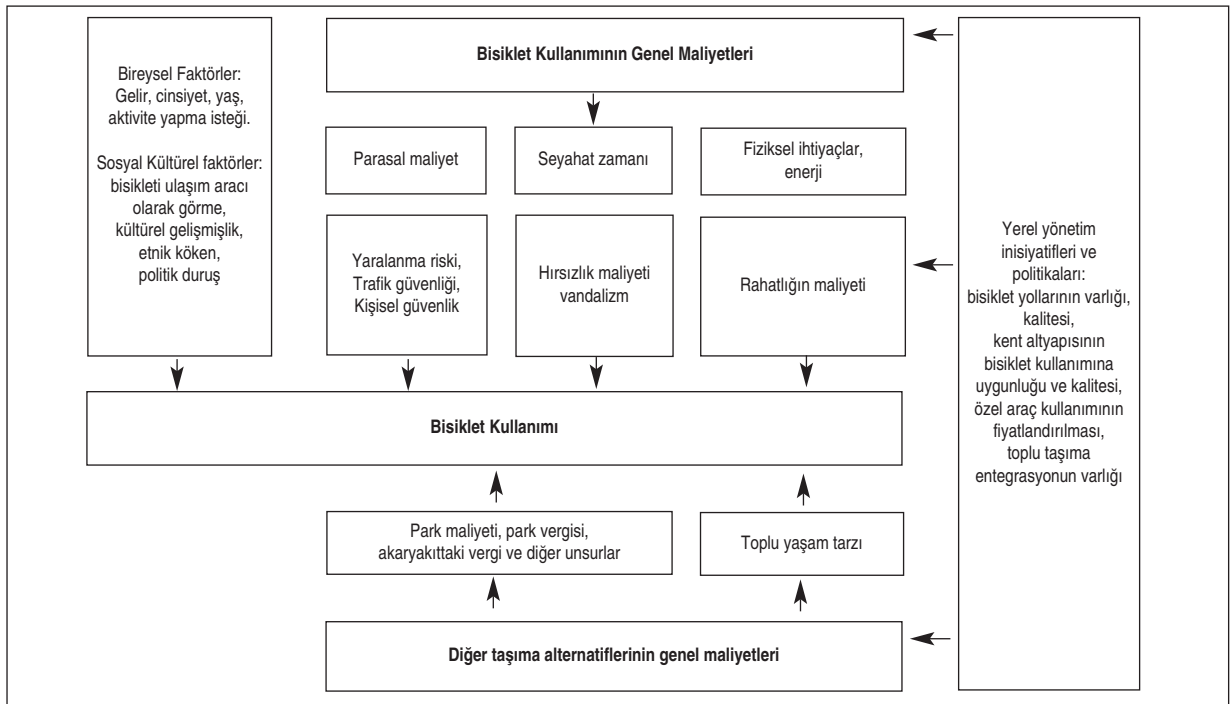 Bireysel Faktörler:
Gelir, cinsiyet, yaş,
aktivite yapma isteği.
Sosyal Kültürel faktörler:
bisikleti ulaşım aracı
olarak görme,
kültürel gelişmişlik,
etnik köken,
politik duruş
Bisiklet Kullanımının Genel Maliyetleri
Parasal maliyet
Seyahat zamanı
Fiziksel ihtiyaçlar,
enerji
Yaralanma riski,
Trafik güvenliği,
Kişisel güvenlik
Hırsızlık maliyeti
vandalizm
Rahatlığın maliyeti
Yerel yönetim
inisiyatifleri ve
politikaları:
bisiklet yollarının varlığı,
kalitesi,
kent altyapısının
bisiklet kullanımına
uygunluğu ve kalitesi,
özel araç kullanımının
fiyatlandırılması,
toplu taşıma
entegrasyonun varlığı
Bisiklet Kullanımı
Park maliyeti, park vergisi,
akaryakıttaki vergi ve diğer unsurlar
Toplu yaşam tarzı
Diğer taşıma alternatiflerinin genel maliyetleri